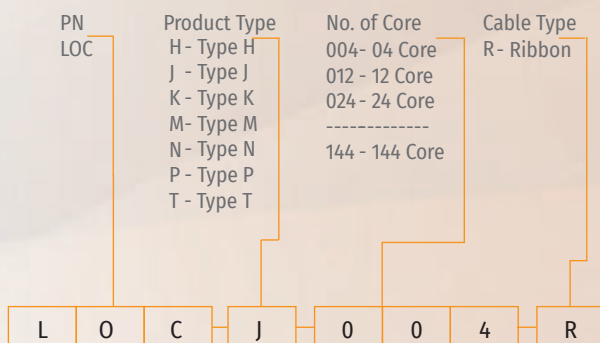 PN
LOC
Product Type
H - Type H
J - Type J
K - Type K
M - Type M
N - Type N
P - Type P
T - Type T
No. of Core
004 - 04 Core
012 - 12 Core
024 - 24 Core
-------------
144 - 144 Core
Cable Type
R - Ribbon
L O C - J - 0 0 4 - R